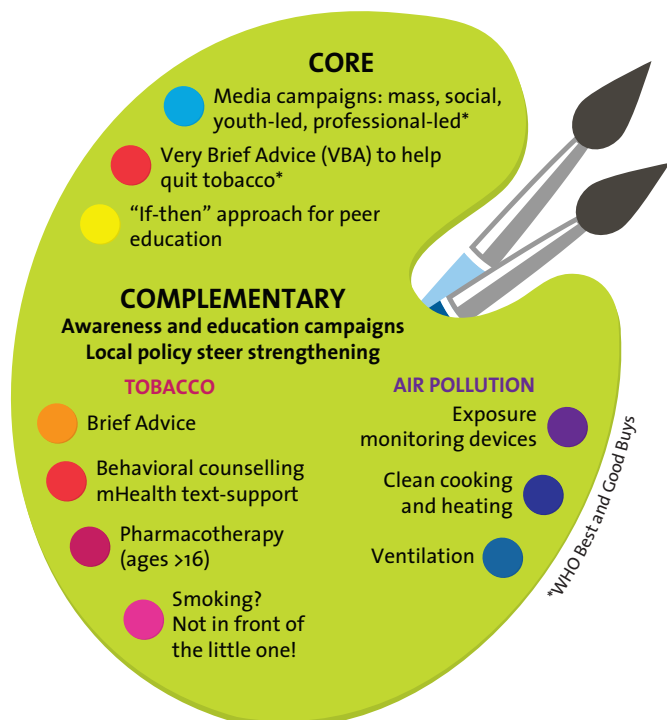 CORE
Media campaigns: mass, social,
youth-led, professional-led*
Very Brief Advice (VBA) to help
quit tobacco*
“If-then” approach for peer
education
COMPLEMENTARY
Awareness and education campaigns
Local policy steer strengthening
TOBACCO
Brief Advice
Behavioral counselling
mHealth text-support
Pharmacotherapy
(ages >16)
Smoking?
Not in front of
the little one!
AIR POLLUTION
Exposure
monitoring devices
Clean cooking
and heating
Ventilation
*WHO Best and Good Buys